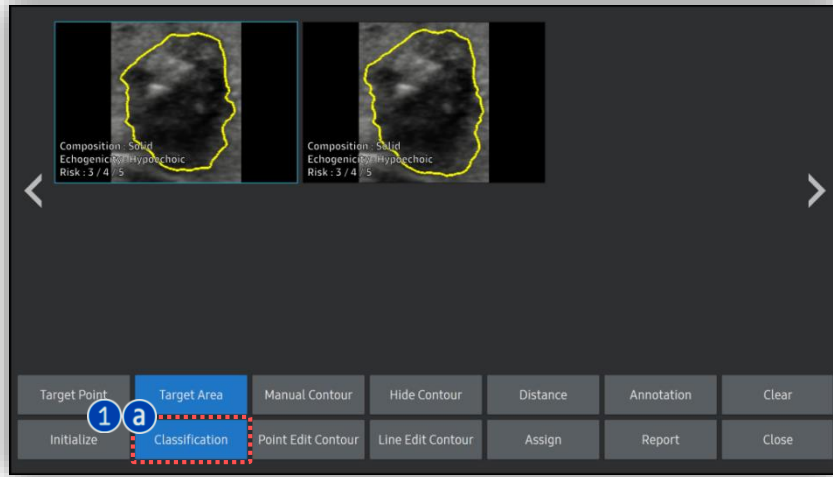 Composition : Solid
Echogenicity : Hypoechoic
Risk : 3 / 4 / 5
Composition : Solid
Echogenicity : Hypoechoic
Risk : 3 / 4 / 5
Target Point
Target Area
Manual Contour
Hide Contour
Distance
Annotation
Clear
1 a
Initialize
Classification
Point Edit Contour
Line Edit Contour
Assign
Report
Close